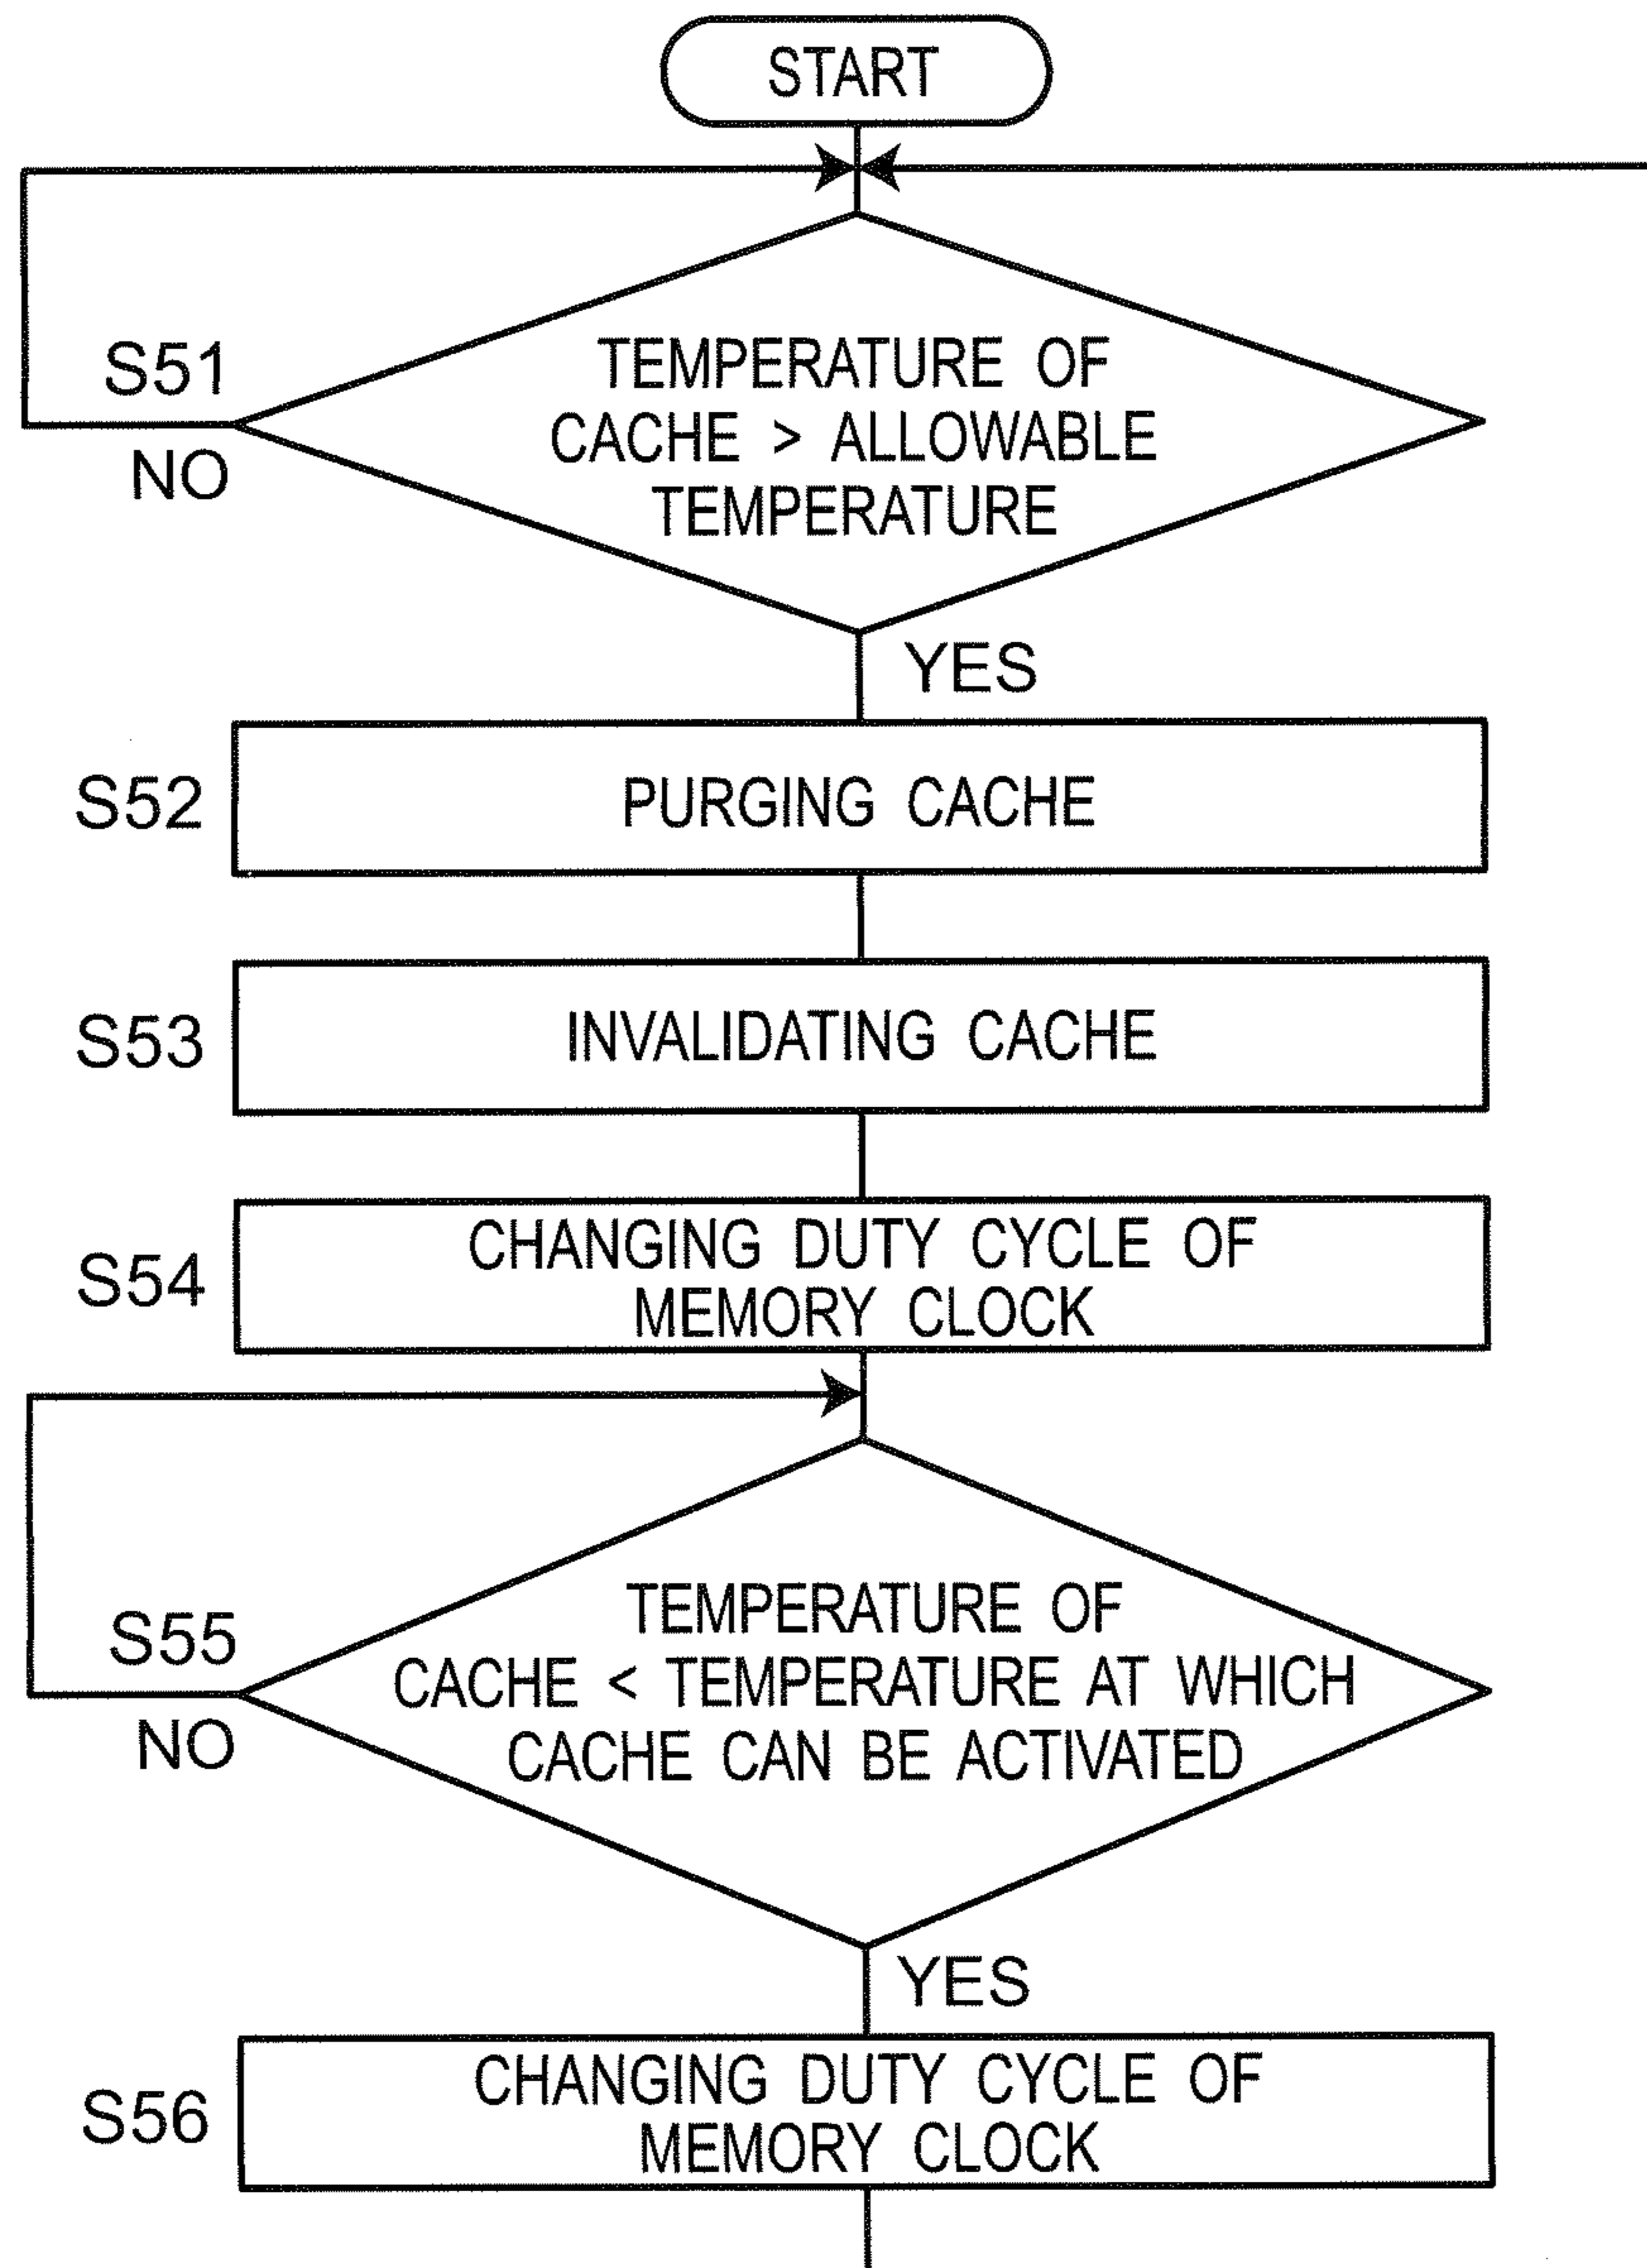 START
S51
NO
TEMPERATURE OF
CACHE > ALLOWABLE
TEMPERATURE
YES
S52
PURGING CACHE
S53
INVALIDATING CACHE
S54
CHANGING DUTY CYCLE OF
MEMORY CLOCK
S55
NO
TEMPERATURE OF
CACHE < TEMPERATURE AT WHICH
CACHE CAN BE ACTIVATED
YES
S56
CHANGING DUTY CYCLE OF
MEMORY CLOCK